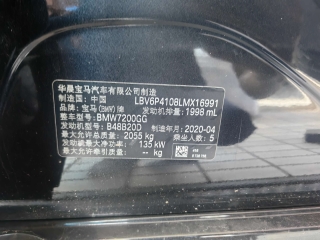 华晨宝马汽车有限公司制造
制造国：中国 LBV6P4108LMX16991
品牌：宝马(BMW)牌 发动机排量：1998 mL
整车型号：BMW7200GG
发动机型号：B48B20D 制造年月：2020-04
最大允许总质量：2055 kg 乘坐人数：5
发动机最大净功率：135 kW
最大允许牵引质量：-- kg